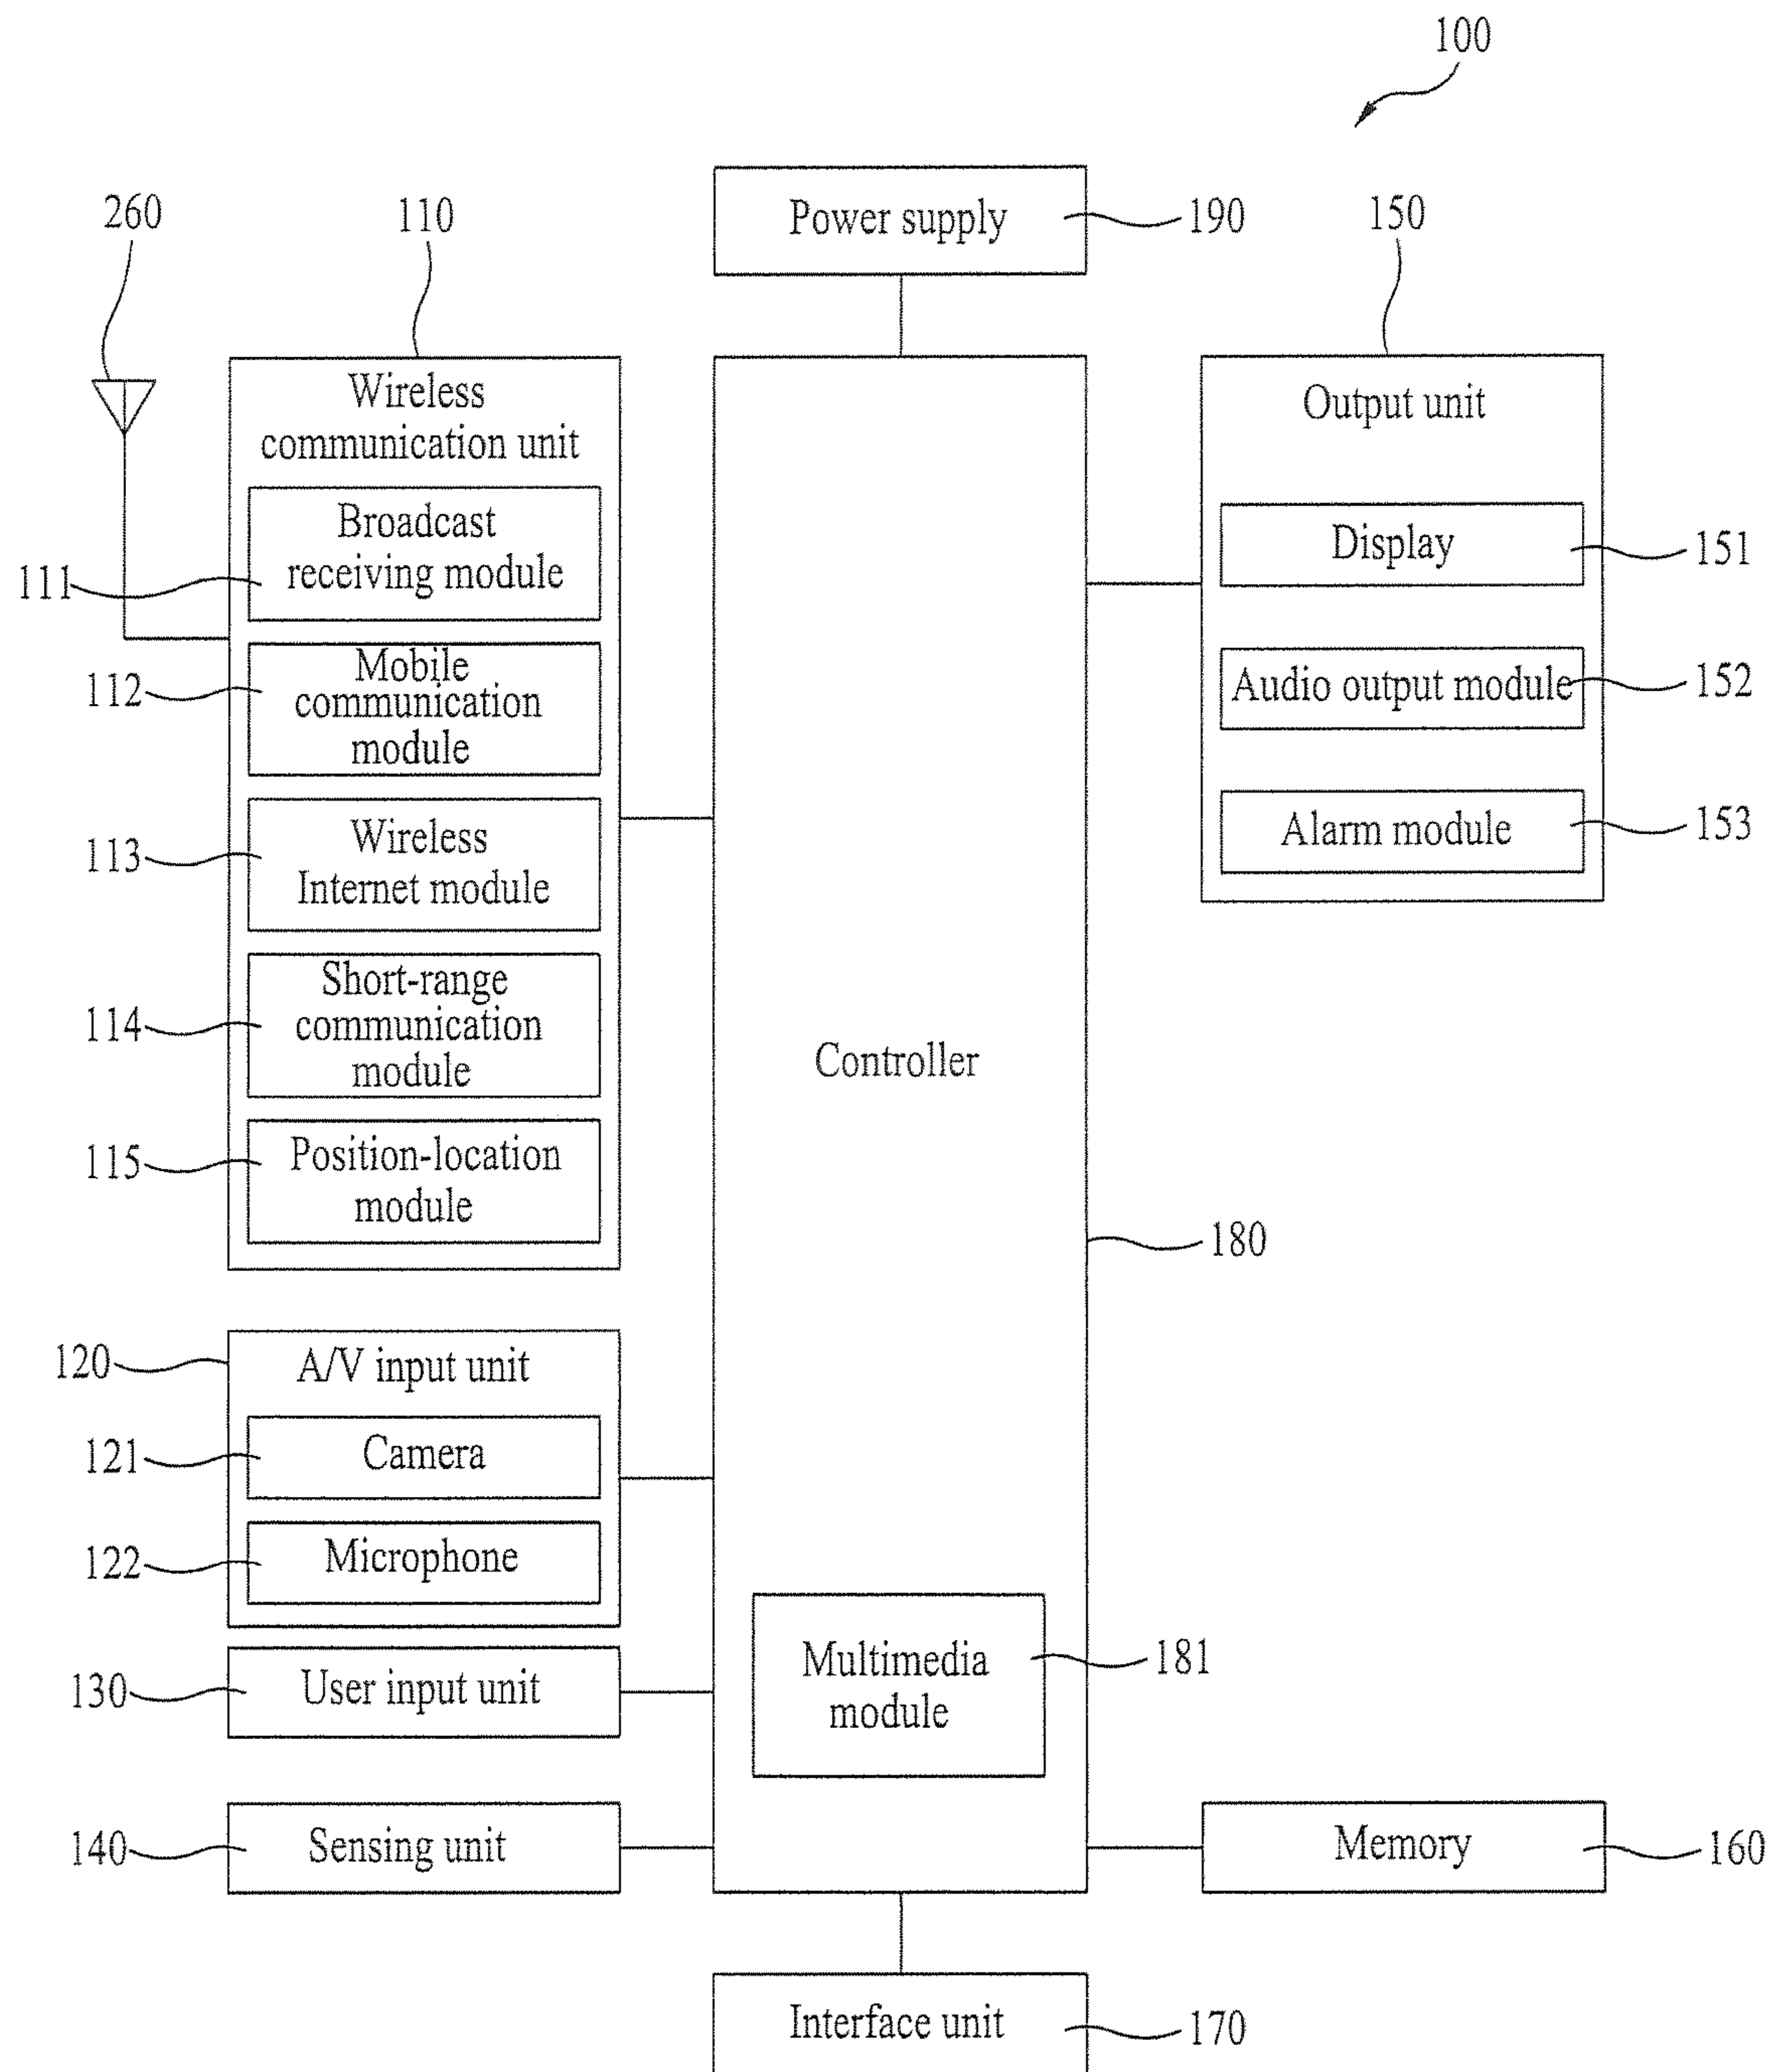 100
Power supply
190
260
110
150
Wireless
communication unit
Broadcast
receiving module
111
Mobile
communication
module
112
Wireless
Internet module
113
Short-range
communication
module
114
Position-location
module
115
Output unit
Display
151
Audio output module
152
Alarm module
153
Controller
180
120
A/V input unit
121
Camera
122
Microphone
130
User input unit
Multimedia
module
181
140
Sensing unit
Memory
160
Interface unit
170